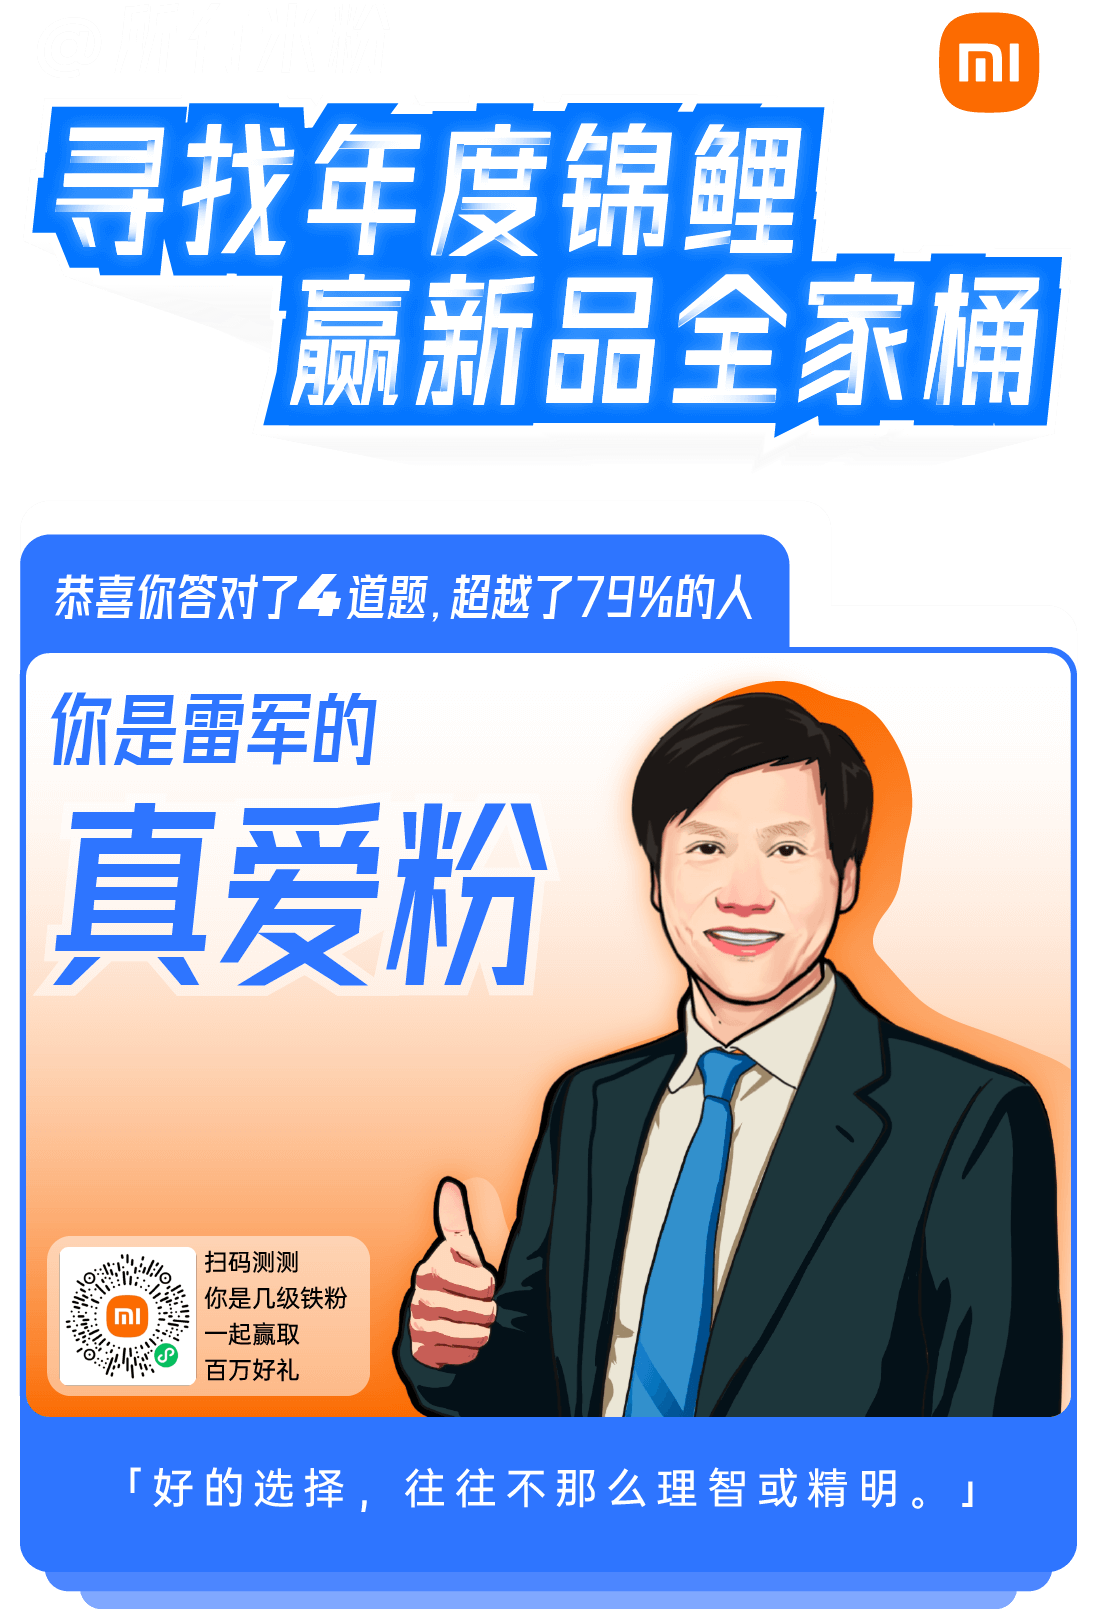 mi
寻找年度锦鲤
赢新品全家桶
恭喜你答对了4道题,超越了79%的人
你是雷军的
真爱粉
mi
扫码测测
你是几级铁粉
一起赢取
百万好礼
「好的选择，往往不那么理智或精明。」